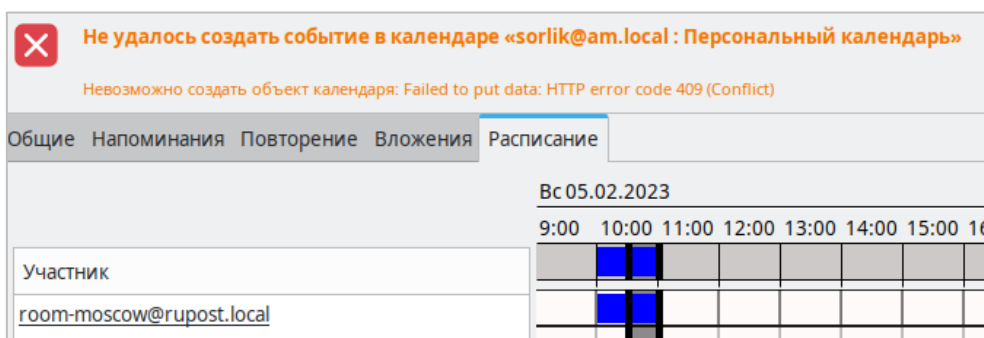 Не удалось создать событие в календаре «sorlik@am.local : Персональный календарь»
Невозможно создать объект календаря: Failed to put data: HTTP error code 409 (Conflict)
Общие Напоминания Повторение Вложения Расписание
Вс 05.02.2023
9:00 10:00 11:00 12:00 13:00 14:00 15:00 16
Участник
room-moscow@rupost.local